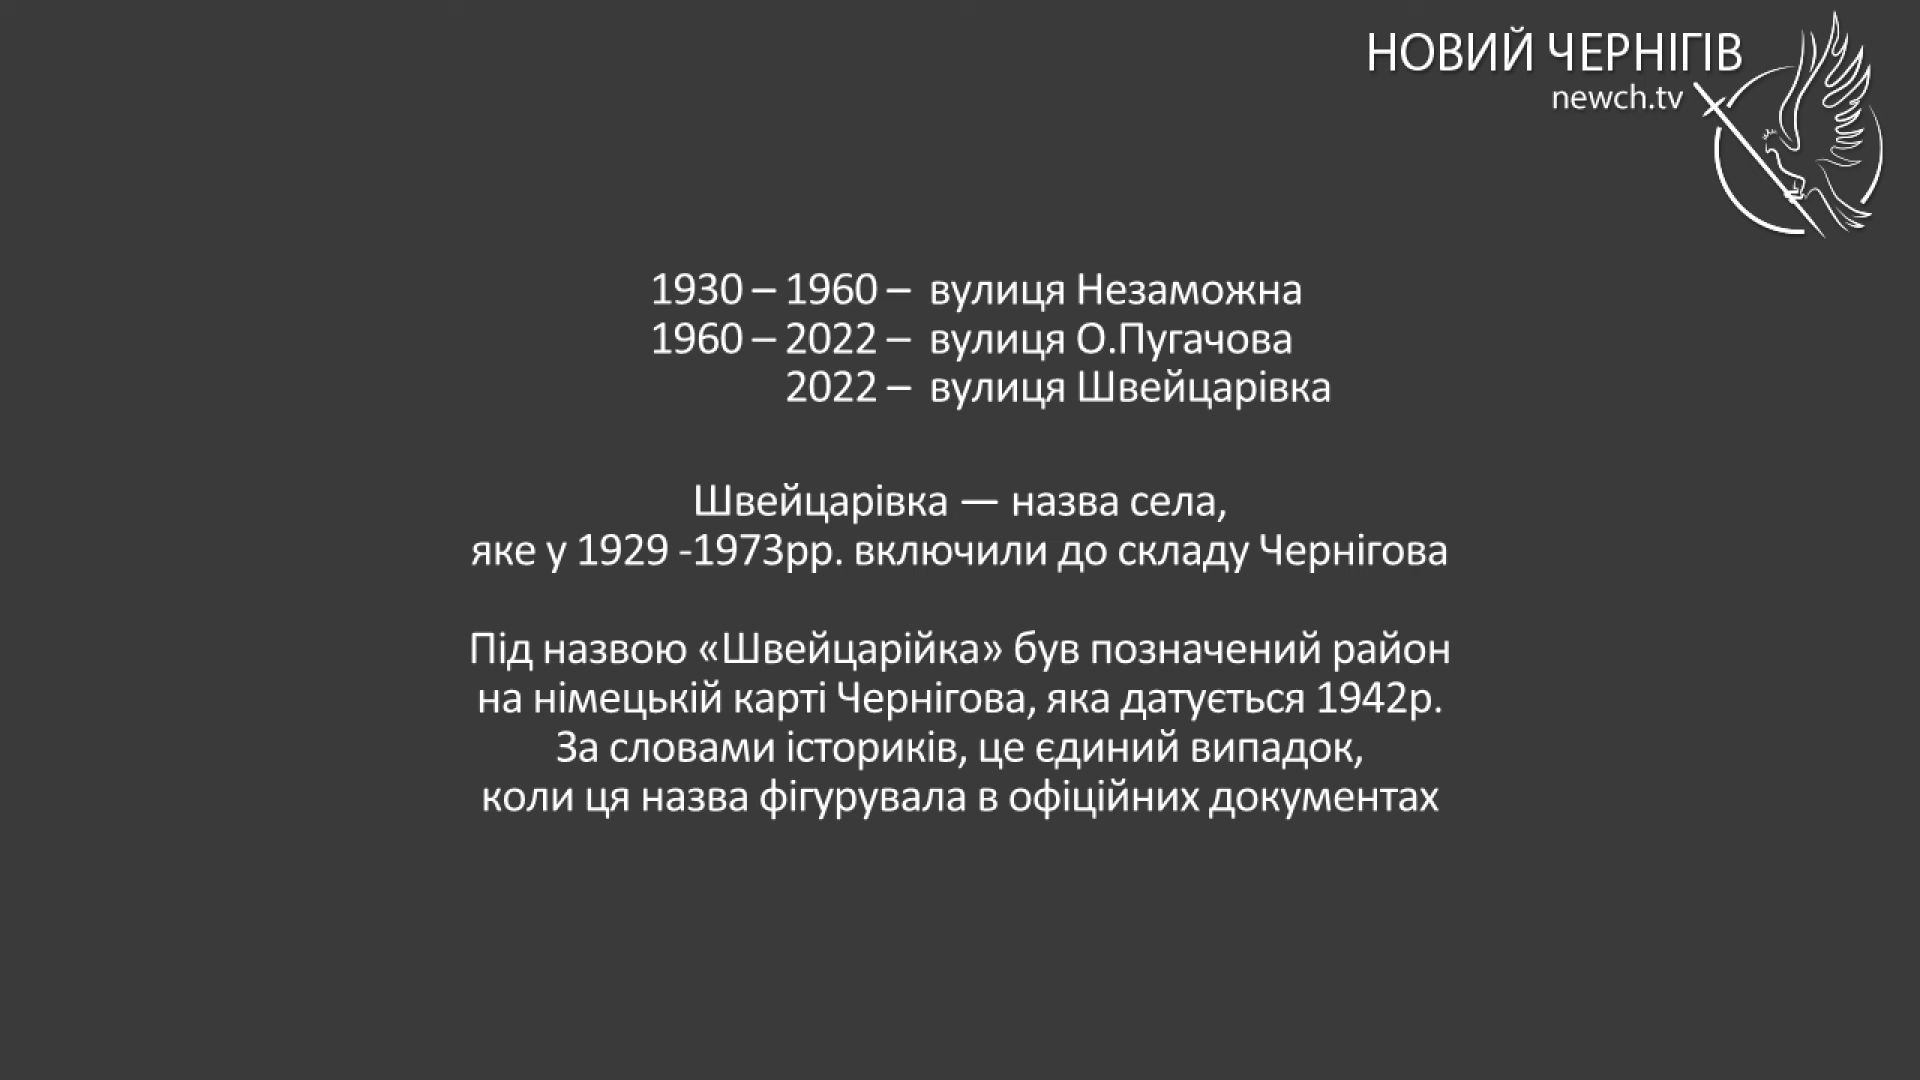 НОВИЙ ЧЕРНІГІВ
newch.tv
1930 – 1960 – вулиця Незаможна
1960 – 2022 – вулиця О.Пугачова
2022 – вулиця Швейцарівка
Швейцарівка — назва села,
яке у 1929 -1973рр. включили до складу Чернігова
Під назвою «Швейцарійка» був позначений район
на німецькій карті Чернігова, яка датується 1942р.
За словами істориків, це єдиний випадок,
коли ця назва фігурувала в офіційних документах